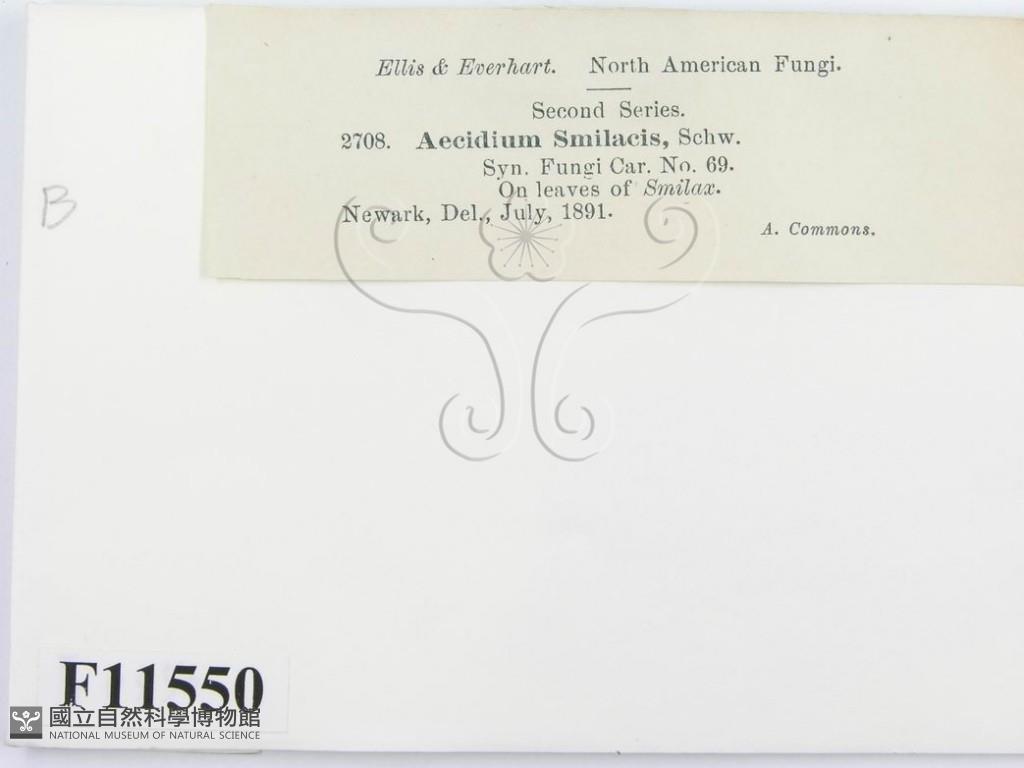 Ellis & Everhart. North American Fungi.
Second Series.
2708. Aecidium Smilacis, Schw.
Syn. Fungi Car. No. 69.
On leaves of Smilax.
Newark, Del., July, 1891.
A. Commons.
B
F11550
國立自然科學博物館
NATIONAL MUSEUM OF NATURAL SCIENCE